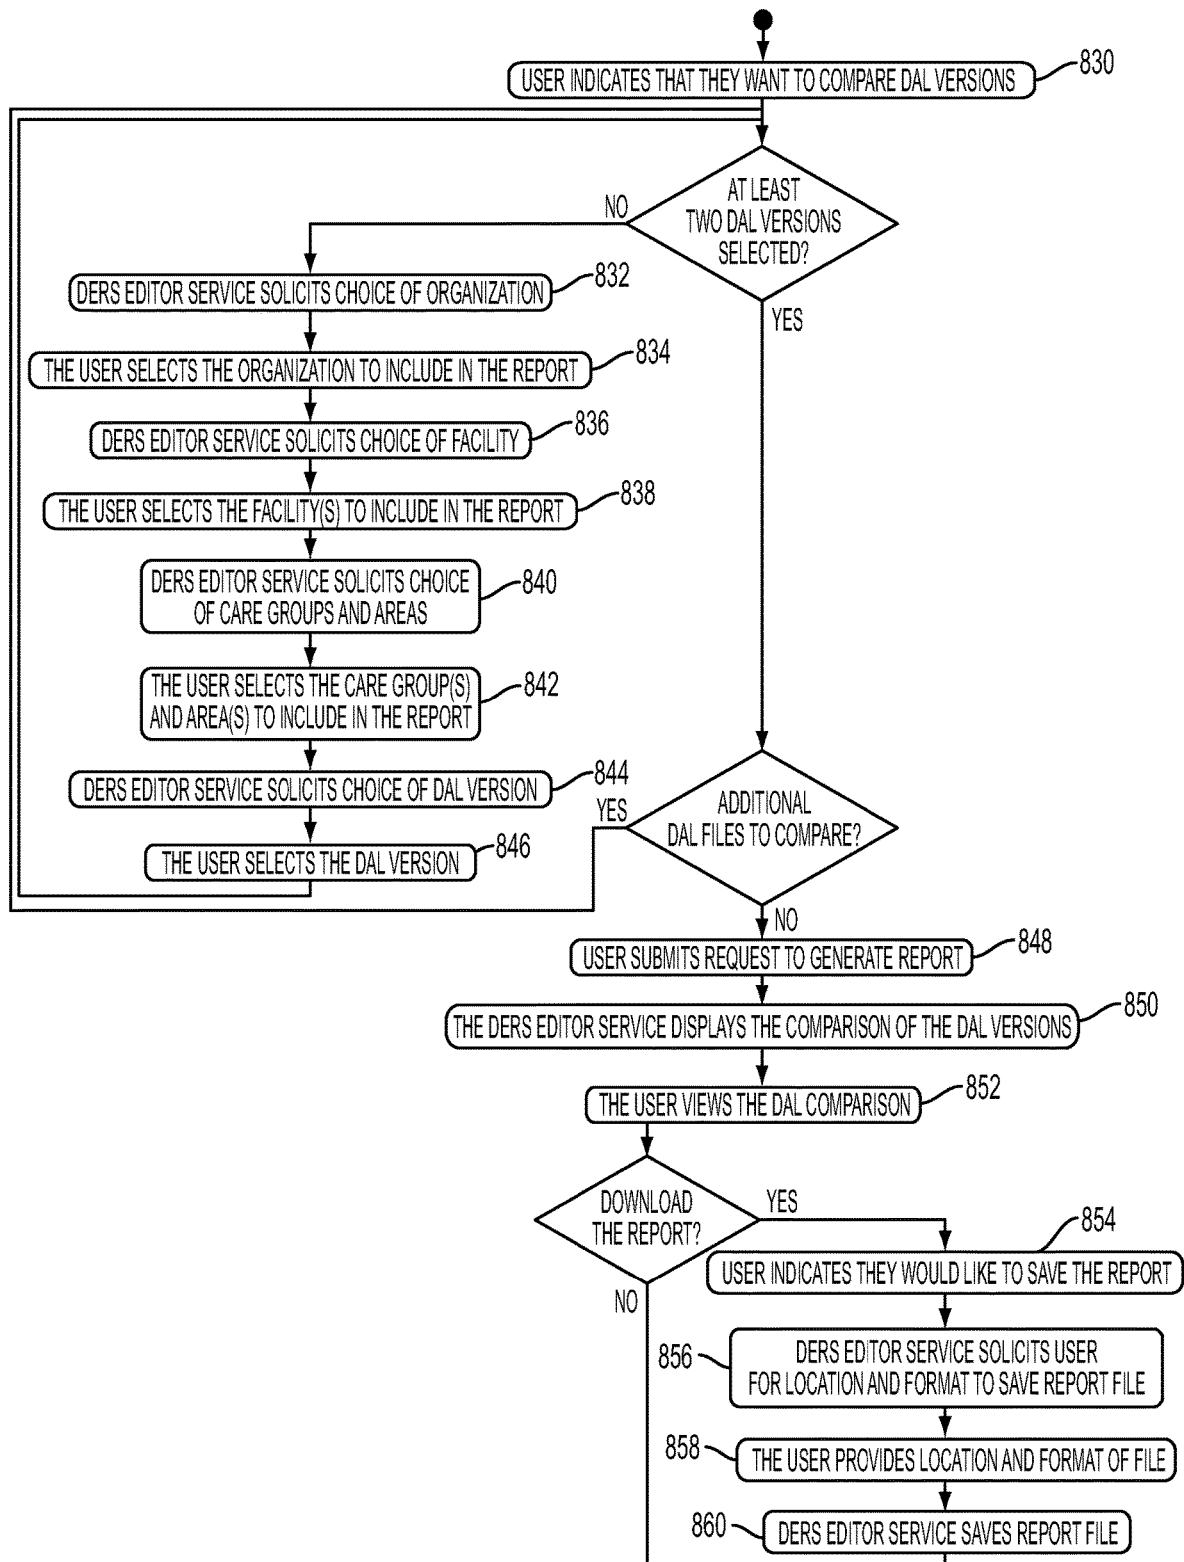 USER INDICATES THAT THEY WANT TO COMPARE DAL VERSIONS
830
AT LEAST
TWO DAL VERSIONS
SELECTED?
NO
YES
DERS EDITOR SERVICE SOLICITS CHOICE OF ORGANIZATION
832
THE USER SELECTS THE ORGANIZATION TO INCLUDE IN THE REPORT
834
DERS EDITOR SERVICE SOLICITS CHOICE OF FACILITY
836
THE USER SELECTS THE FACILITY(S) TO INCLUDE IN THE REPORT
838
DERS EDITOR SERVICE SOLICITS CHOICE
OF CARE GROUPS AND AREAS
840
THE USER SELECTS THE CARE GROUP(S)
AND AREA(S) TO INCLUDE IN THE REPORT
842
DERS EDITOR SERVICE SOLICITS CHOICE OF DAL VERSION
844
THE USER SELECTS THE DAL VERSION
846
ADDITIONAL
DAL FILES TO COMPARE?
YES
NO
USER SUBMITS REQUEST TO GENERATE REPORT
848
THE DERS EDITOR SERVICE DISPLAYS THE COMPARISON OF THE DAL VERSIONS
850
THE USER VIEWS THE DAL COMPARISON
852
DOWNLOAD
THE REPORT?
YES
NO
854
USER INDICATES THEY WOULD LIKE TO SAVE THE REPORT
856
DERS EDITOR SERVICE SOLICITS USER
FOR LOCATION AND FORMAT TO SAVE REPORT FILE
858
THE USER PROVIDES LOCATION AND FORMAT OF FILE
860
DERS EDITOR SERVICE SAVES REPORT FILE